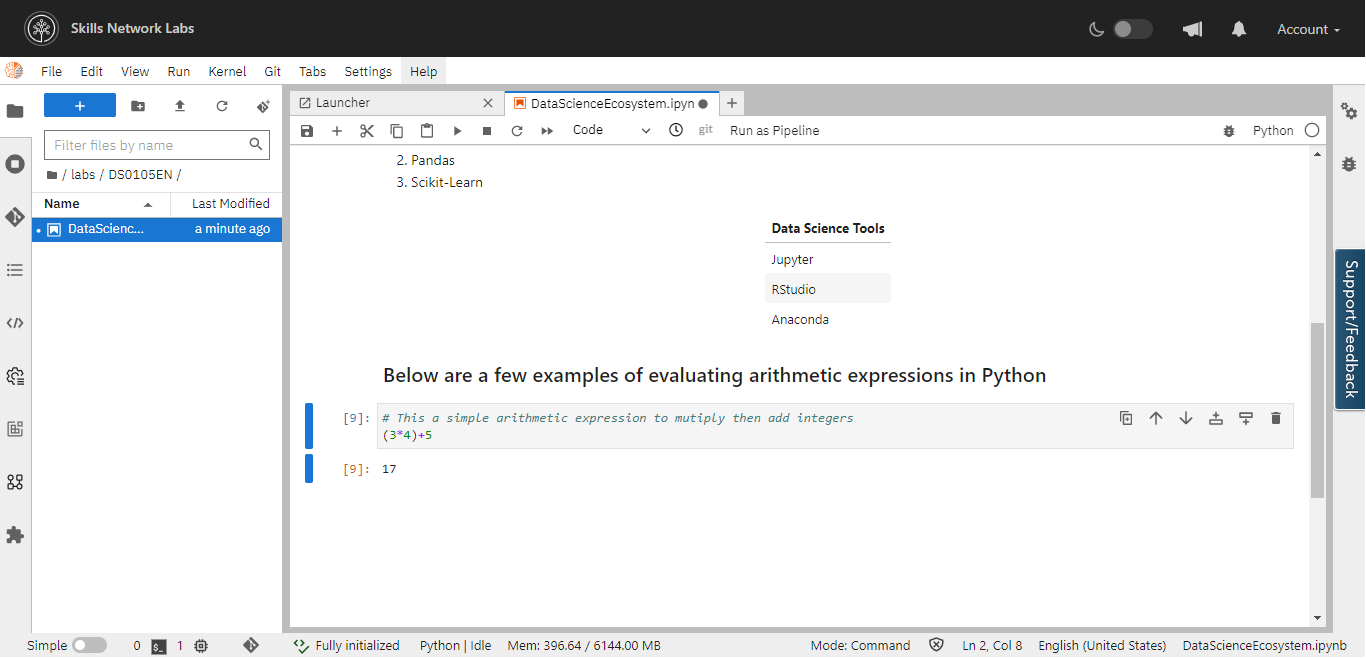 Skills Network Labs
Account
File Edit View Run Kernel Git Tabs Settings Help
+
Filter files by name
/ labs / DS0105EN /
Name Last Modified
DataScienc... a minute ago
Launcher
DataScienceEcosystem.ipyn
Code git Run as Pipeline Python
2. Pandas
3. Scikit-Learn
Data Science Tools
Jupyter
RStudio
Anaconda
Below are a few examples of evaluating arithmetic expressions in Python
[9]: # This a simple arithmetic expression to mutiply then add integers
(3*4)+5
[9]: 17
Support/Feedback
Simple 0 $_ 1 Fully initialized Python | Idle Mem: 396.64 / 6144.00 MB Mode: Command Ln 2, Col 8 English (United States) DataScienceEcosystem.ipynb